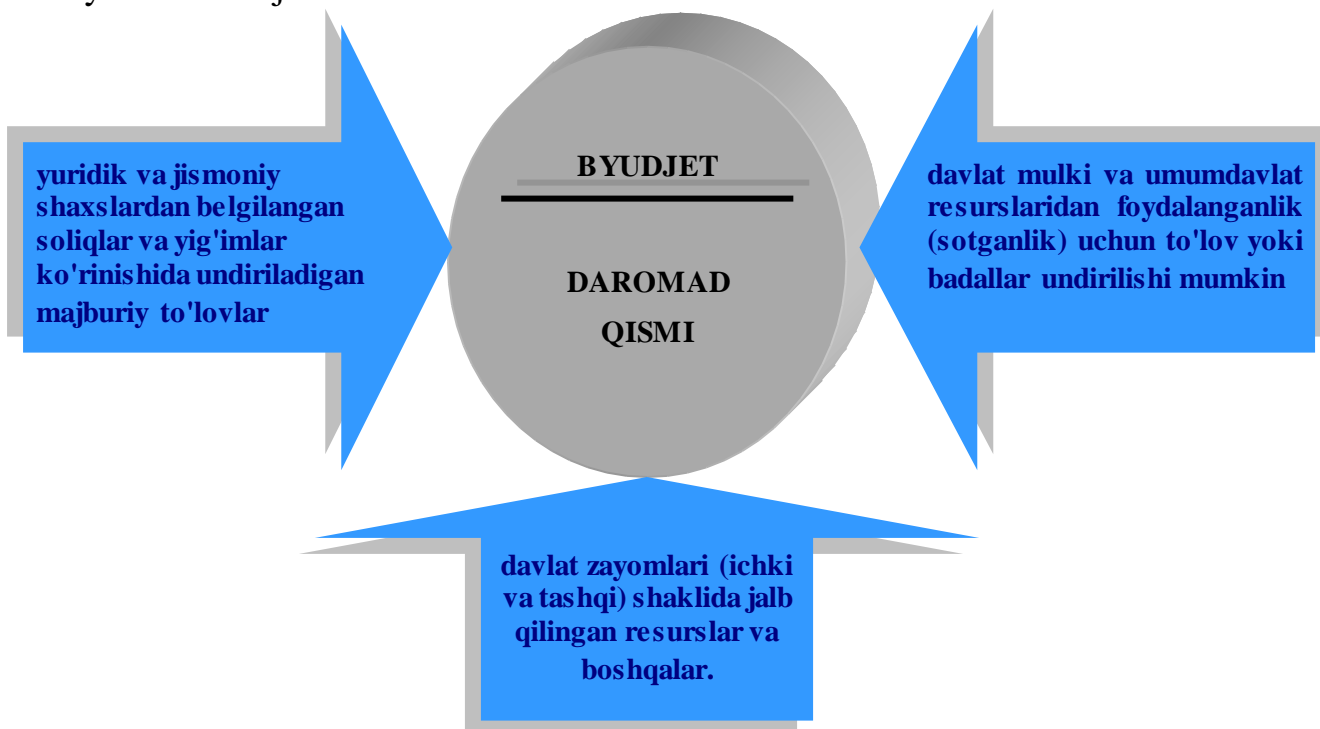 BYUDJET
DAROMAD
QISMI
yuridik va jismoniy
shaxslardan belgilangan
soliqlar va yig'imlar
ko'rinishida undiriladigan
majburiy to'lovlar
davlat mulki va umumdavlat
resurslaridan foydalanganlik
(sotganlik) uchun to'lov yoki
badallar undirilishi mumkin
davlat zayomlari (ichki
va tashqi) shaklida jalb
qilingan resurslar va
boshqalar.